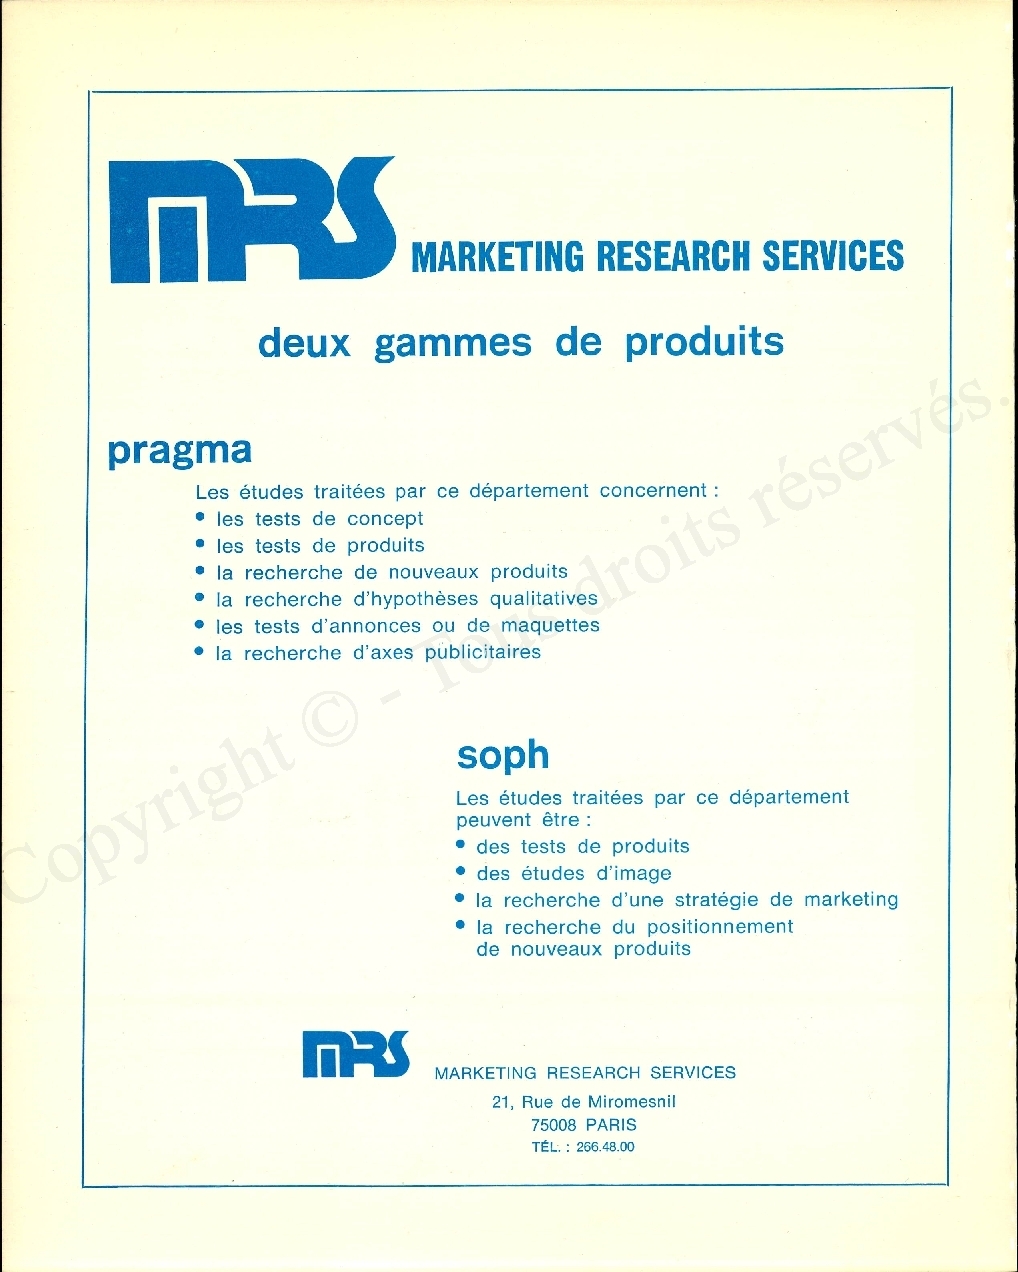 MRS MARKETING RESEARCH SERVICES
deux gammes de produits
pragma
Les études traitées par ce département concernent :
• les tests de concept
• les tests de produits
• la recherche de nouveaux produits
• la recherche d'hypothèses qualitatives
• les tests d'annonces ou de maquettes
• la recherche d'axes publicitaires
soph
Les études traitées par ce département
peuvent être :
• des tests de produits
• des études d'image
• la recherche d'une stratégie de marketing
• la recherche du positionnement
de nouveaux produits
MRS MARKETING RESEARCH SERVICES
21, Rue de Miromesnil
75008 PARIS
TÉL. : 266.48.00
Copyright © - Tous droits réservés.